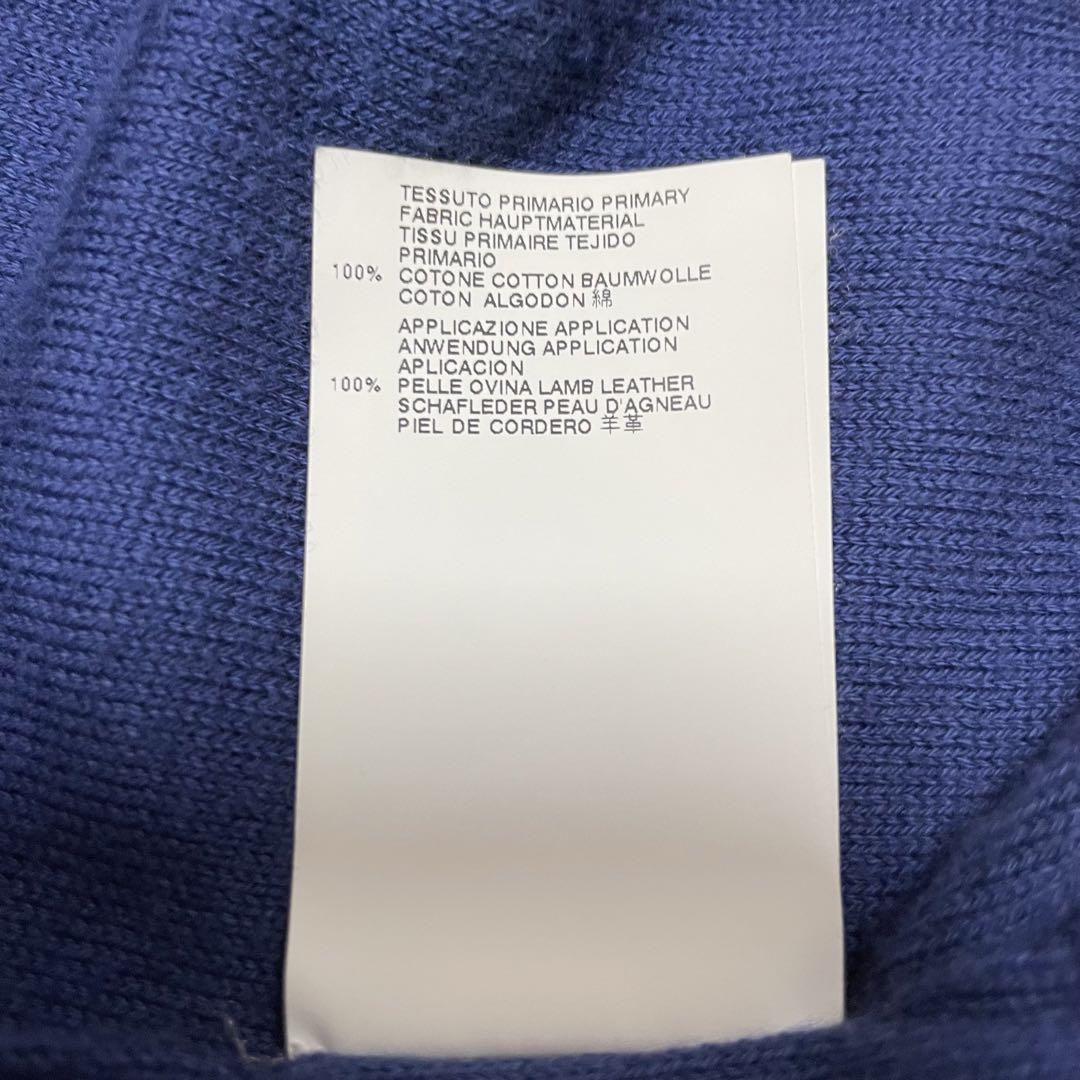 TESSUTO PRIMARIO PRIMARY
FABRIC HAUPTMATERIAL
TISSU PRIMAIRE TEJIDO
PRIMARIO
100% COTONE COTTON BAUMWOLLE
COTON ALGODON 綿
APPLICAZIONE APPLICATION
ANWENDUNG APPLICATION
APLICACION
100% PELLE OVINA LAMB LEATHER
SCHAFLEDER PEAU D'AGNEAU
PIEL DE CORDERO 羊革